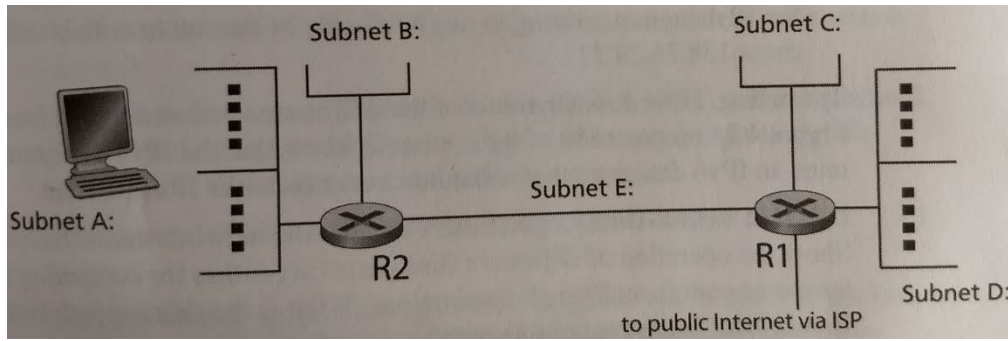 Subnet B:
Subnet C:
Subnet E:
Subnet A:
R2
R1
Subnet D:
to public Internet via ISP